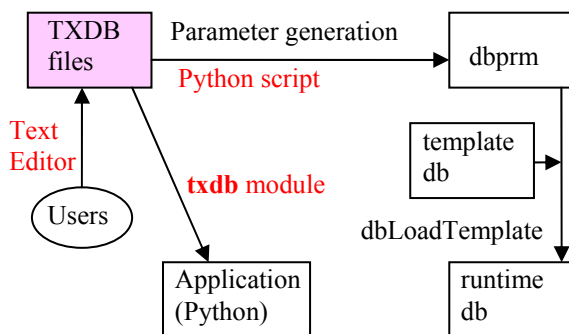 TXDB
files
Parameter generation
Python script
dbprm
Text
Editor
template
db
txdb module
Users
dbLoadTemplate
Application
(Python)
runtime
db